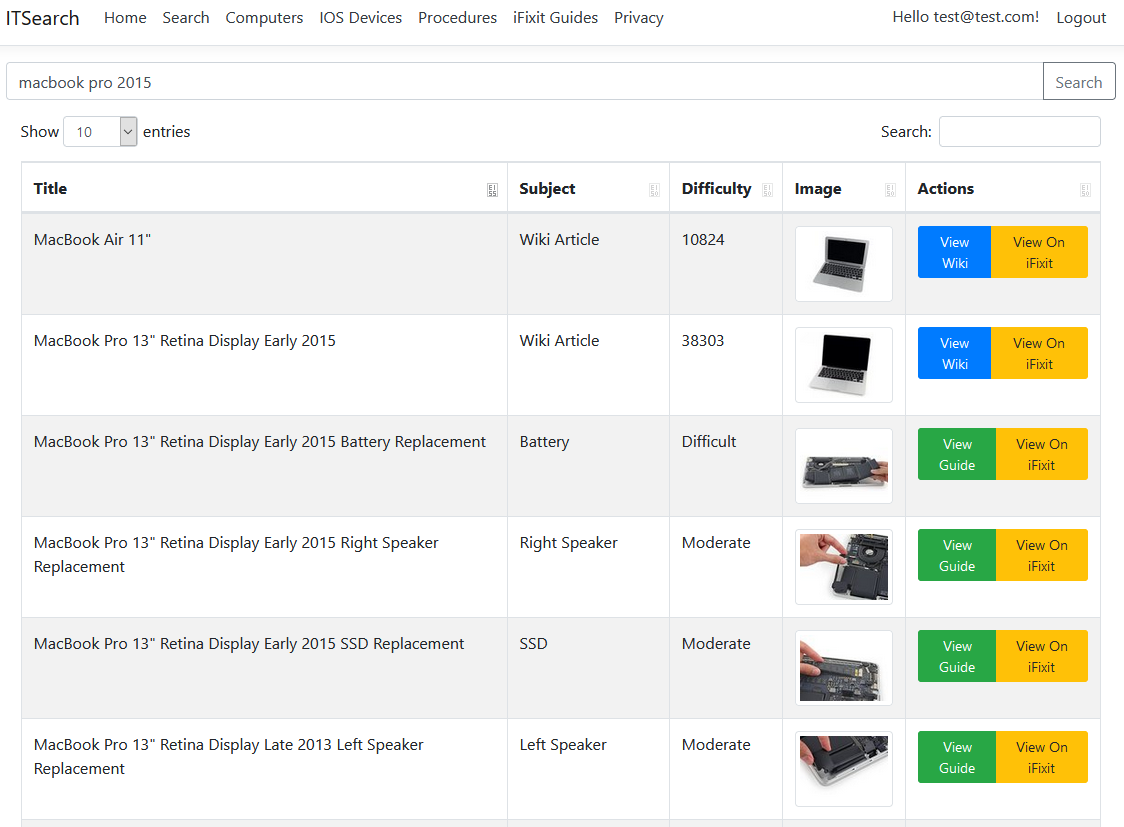 ITSearch Home Search Computers IOS Devices Procedures iFixit Guides Privacy Hello test@test.com! Logout
macbook pro 2015 Search
Show 10 entries Search:
Title Subject Difficulty Image Actions
MacBook Air 11" Wiki Article 10824 View Wiki View On iFixit
MacBook Pro 13" Retina Display Early 2015 Wiki Article 38303 View Wiki View On iFixit
MacBook Pro 13" Retina Display Early 2015 Battery Replacement Battery Difficult View Guide View On iFixit
MacBook Pro 13" Retina Display Early 2015 Right Speaker Right Speaker Moderate View Guide View On iFixit
Replacement
MacBook Pro 13" Retina Display Early 2015 SSD Replacement SSD Moderate View Guide View On iFixit
MacBook Pro 13" Retina Display Late 2013 Left Speaker Left Speaker Moderate View Guide View On iFixit
Replacement